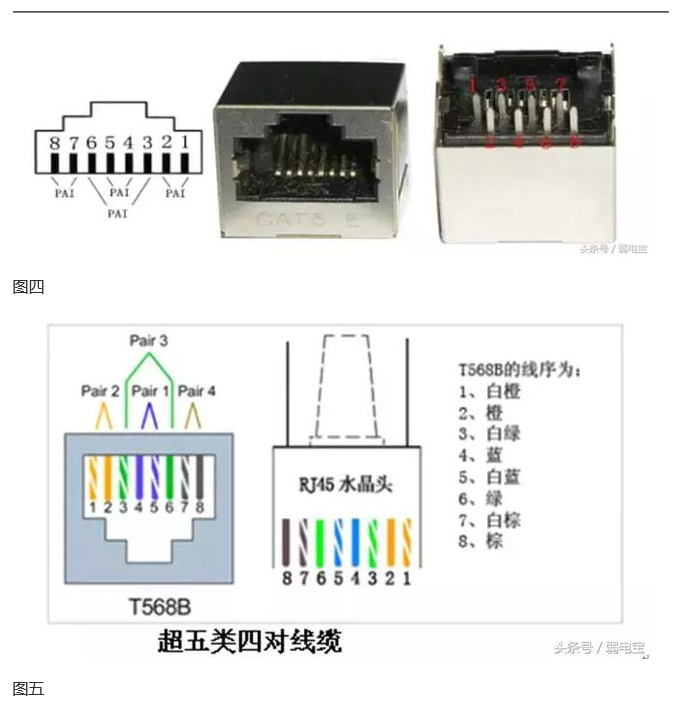 8 7 6 5 4 3 2 1
PAI
PAI
PAI
PAI
CAT5 E
1 3 5 7
2 4 6 8
头条号 / 弱电宝
图四
Pair 3
Pair 2 Pair 1 Pair 4
1 2 3 4 5 6 7 8
T568B
RJ45 水晶头
8 7 6 5 4 3 2 1
T568B的线序为：
1、白橙
2、橙
3、白绿
4、蓝
5、白蓝
6、绿
7、白棕
8、棕
超五类四对线缆
头条号 / 弱电宝
图五